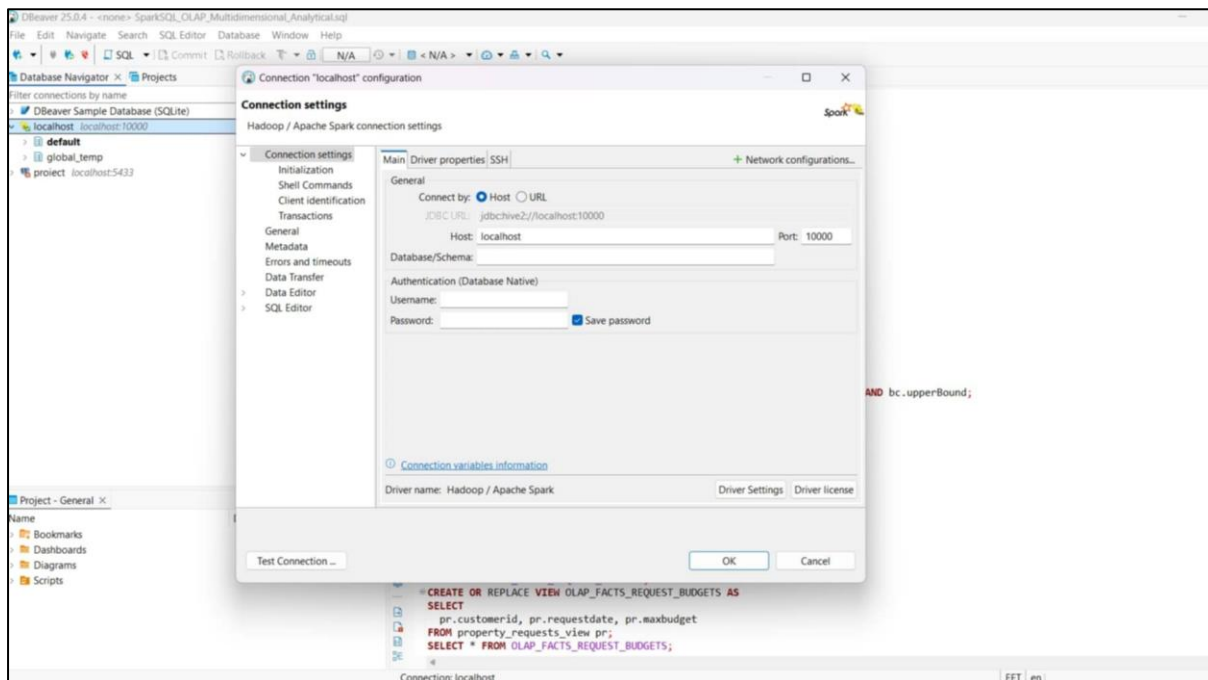 DBeaver 25.0.4 - <none> SparkSQL_OLAP_Multidimensional_Analytical.sql
File Edit Navigate Search SQL Editor Database Window Help
SQL Commit Rollback N/A < N/A >
Database Navigator Projects
Filter connections by name
DBeaver Sample Database (SQLite)
localhost localhost:10000
default
global_temp
project localhost:5433
Connection "localhost" configuration
Connection settings
Hadoop / Apache Spark connection settings
Spark
Connection settings
Initialization
Shell Commands
Client identification
Transactions
General
Metadata
Errors and timeouts
Data Transfer
Data Editor
SQL Editor
Main Driver properties SSH + Network configurations...
General
Connect by: Host URL
JDBC URL: jdbc:hive2://localhost:10000
Host: localhost Port: 10000
Database/Schema:
Authentication (Database Native)
Username:
Password: Save password
Connection variables information
Driver name: Hadoop / Apache Spark Driver Settings Driver license
Test Connection ... OK Cancel
AND bc.upperBound;
Project - General
Name
Bookmarks
Dashboards
Diagrams
Scripts
CREATE OR REPLACE VIEW OLAP_FACTS_REQUEST_BUDGETS AS
SELECT
pr.customerid, pr.requestdate, pr.maxbudget
FROM property_requests_view pr;
SELECT * FROM OLAP_FACTS_REQUEST_BUDGETS;
Connection: localhost EET en